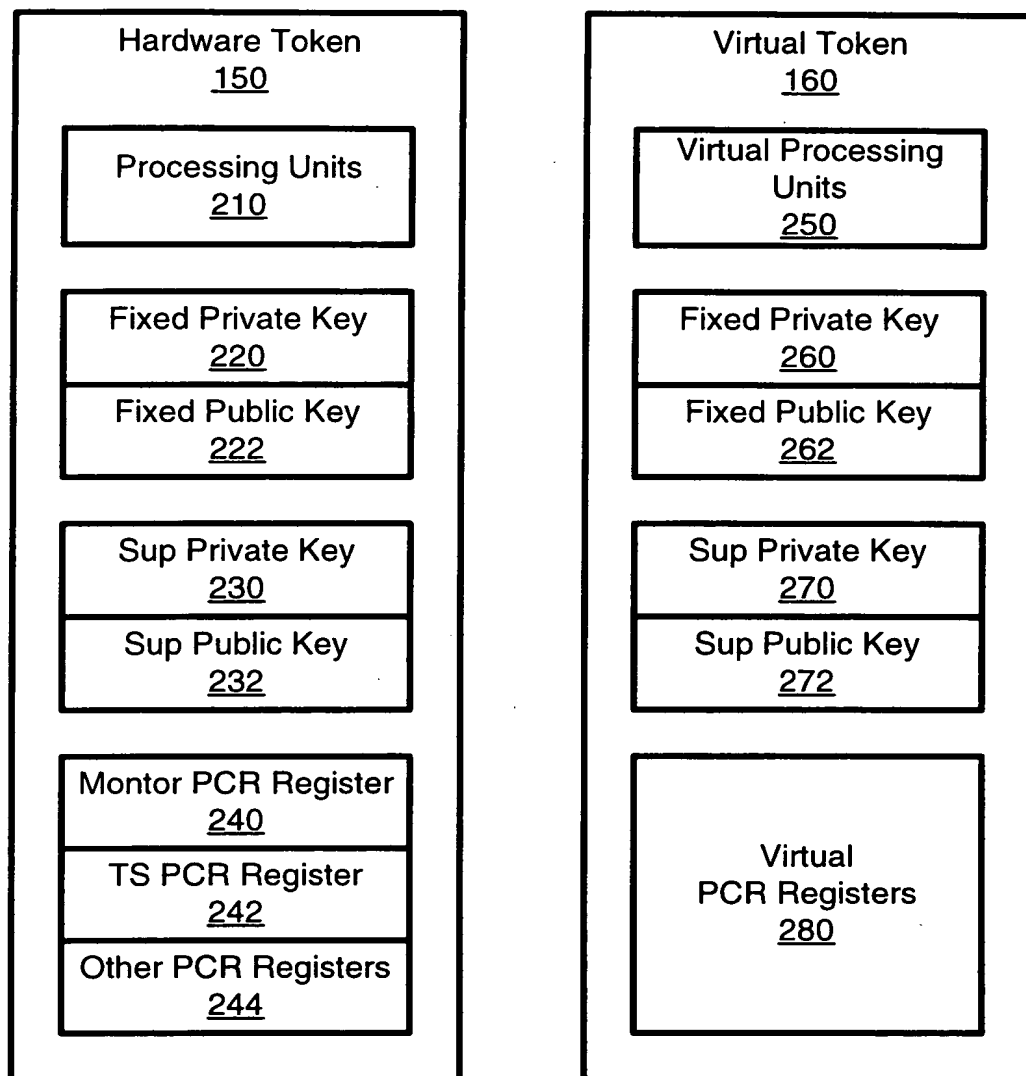 Hardware Token
150
Processing Units
210
Fixed Private Key
220
Fixed Public Key
222
Sup Private Key
230
Sup Public Key
232
Montor PCR Register
240
TS PCR Register
242
Other PCR Registers
244
Virtual Token
160
Virtual Processing
Units
250
Fixed Private Key
260
Fixed Public Key
262
Sup Private Key
270
Sup Public Key
272
Virtual
PCR Registers
280